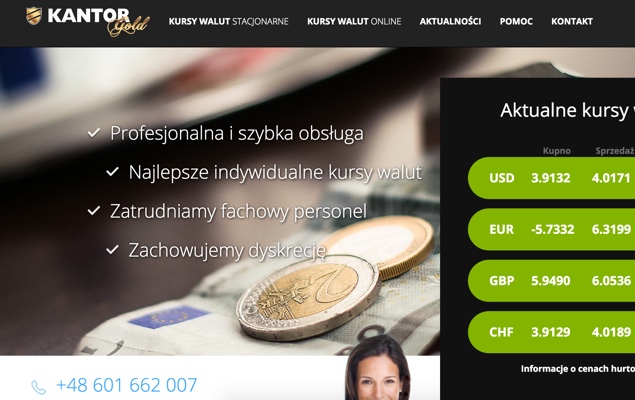 KANTOR
Gold
KURSY WALUT STACJONARNE
KURSY WALUT ONLINE
AKTUALNOŚCI
POMOC
KONTAKT
Profesjonalna i szybka obsługa
Najlepsze indywidualne kursy walut
Zatrudniamy fachowy personel
Zachowujemy dyskrecję
Aktualne kursy
Kupno Sprzedaż
USD 3.9132 4.0171
EUR -5.7332 6.3199
GBP 5.9490 6.0536
CHF 3.9129 4.0189
Informacje o cenach hurto
+48 601 662 007